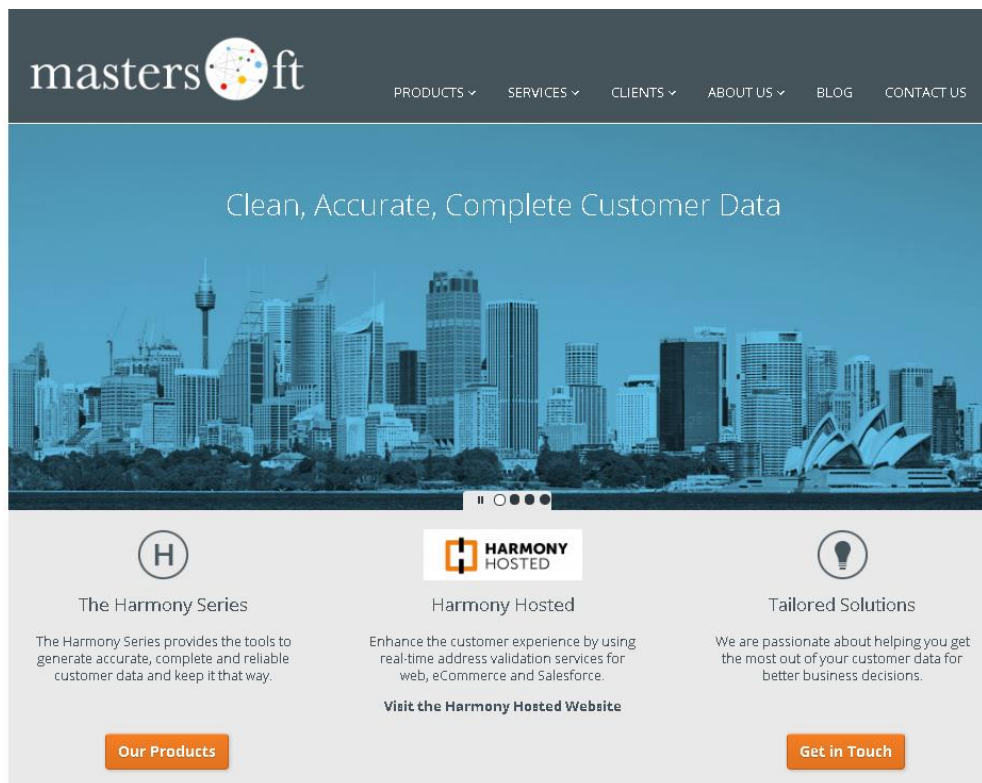 mastersoft
PRODUCTS SERVICES CLIENTS ABOUT US BLOG CONTACT US
Clean, Accurate, Complete Customer Data
H
HARMONY
HOSTED
The Harmony Series
The Harmony Series provides the tools to
generate accurate, complete and reliable
customer data and keep it that way.
Our Products
Harmony Hosted
Enhance the customer experience by using
real-time address validation services for
web, eCommerce and Salesforce.
Visit the Harmony Hosted Website
Tailored Solutions
We are passionate about helping you get
the most out of your customer data for
better business decisions.
Get in Touch